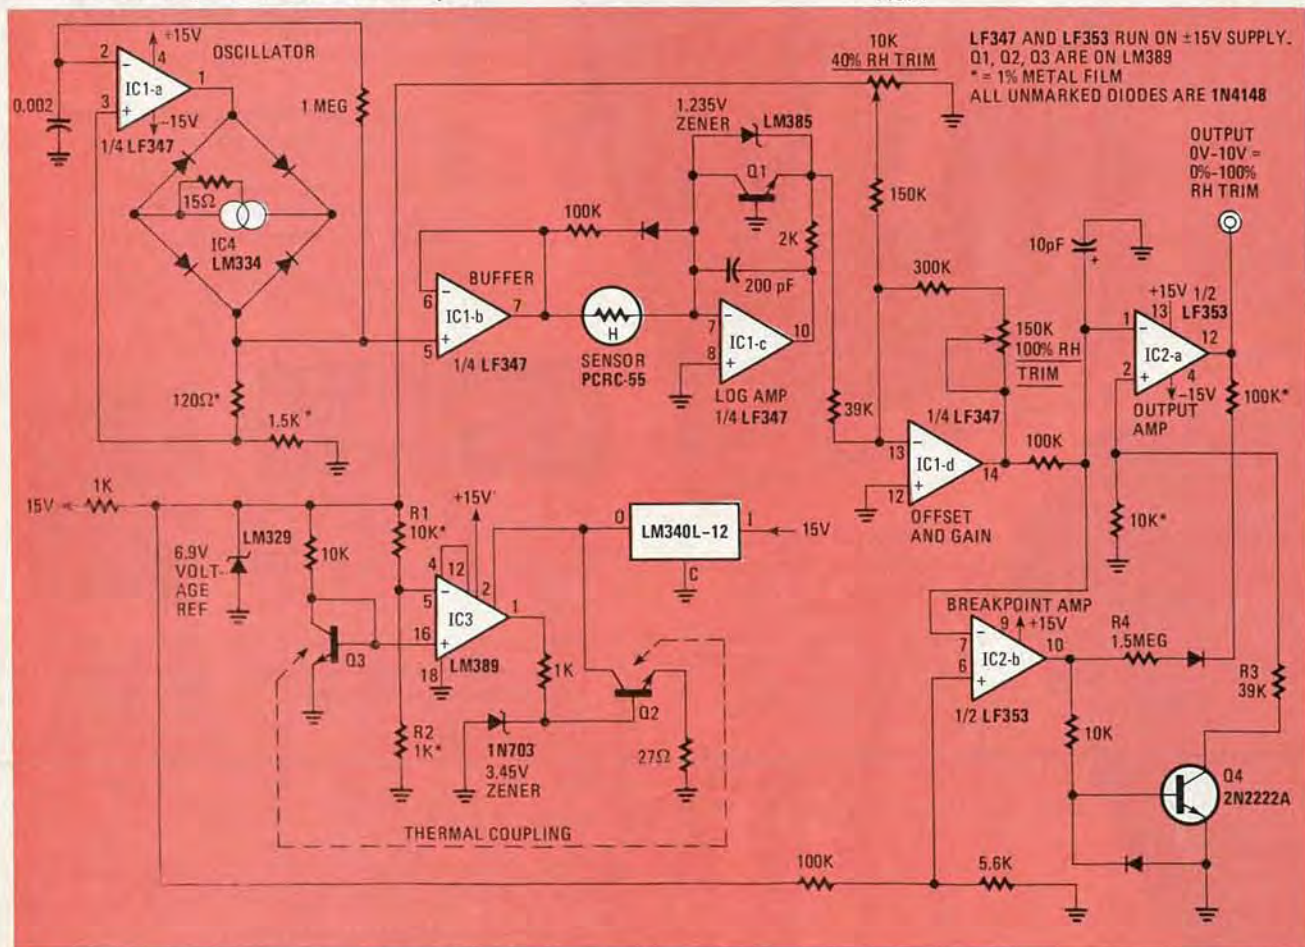 LF347 AND LF353 RUN ON ±15V SUPPLY.
Q1, Q2, Q3 ARE ON LM389
* = 1% METAL FILM
ALL UNMARKED DIODES ARE 1N4148
+15V
OSCILLATOR
2
4
1
IC1-a
3
0.002
-15V
1/4 LF347
1 MEG
15Ω
IC4
LM334
120Ω*
1.5K *
10K
40% RH TRIM
1.235V
ZENER
LM385
Q1
100K
2K
200 pF
BUFFER
6
7
IC1-b
5
1/4 LF347
H
SENSOR
PCRC-55
7
10
IC1-c
8
LOG AMP
1/4 LF347
150K
300K
150K
100% RH
TRIM
39K
1/4 LF347
13
IC1-d
14
12
OFFSET
AND GAIN
100K
OUTPUT
0V-10V =
0%-100%
RH TRIM
10pF
+
+15V
1/2
LF353
13
1
12
IC2-a
2
4
-15V
OUTPUT
AMP
100K*
10K*
1K
15V
LM329
6.9V
VOLT-
AGE
REF
10K
Q3
R1
10K*
+15V
4
12
2
5
1
IC3
16
LM389
18
R2
1K*
1K
1N703
3.45V
ZENER
O
LM340L-12
I
15V
C
Q2
27Ω
THERMAL COUPLING
BREAKPOINT AMP
9
+15V
7
10
IC2-b
6
1/2 LF353
R4
1.5MEG
R3
39K
10K
Q4
2N2222A
100K
5.6K